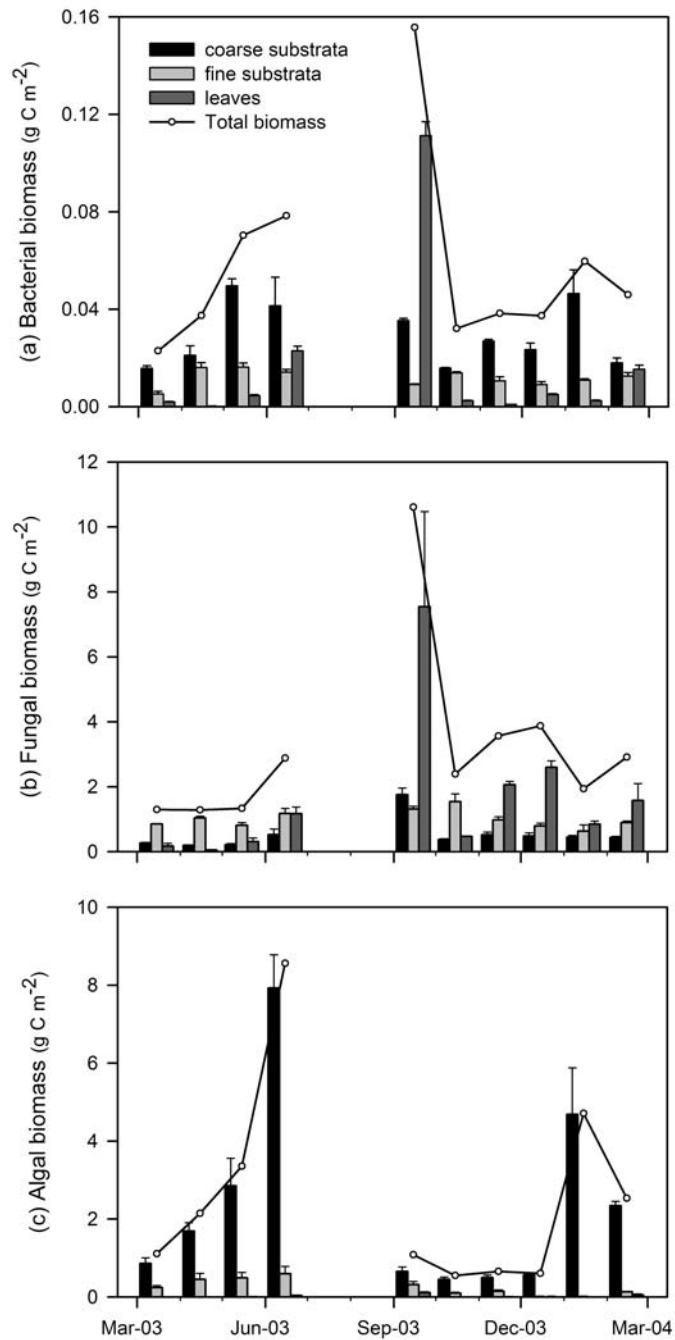 0.16
0.12
0.08
0.04
0.00
(a) Bacterial biomass (g C m⁻²)
coarse substrata
fine substrata
leaves
Total biomass
12
10
8
6
4
2
0
(b) Fungal biomass (g C m⁻²)
10
8
6
4
2
0
(c) Algal biomass (g C m⁻²)
Mar-03 Jun-03 Sep-03 Dec-03 Mar-04